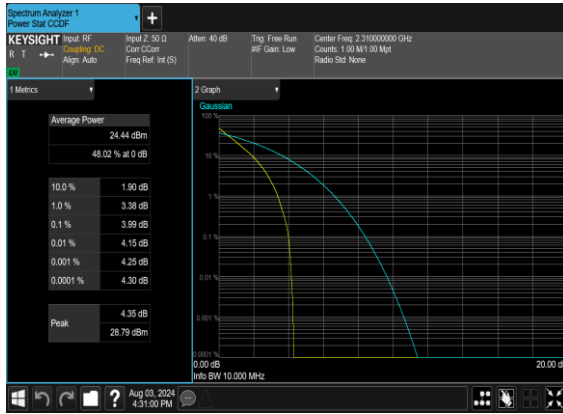 Spectrum Analyzer 1
Power Stat CCDF
KEYSIGHT
R T
LXI
Input: RF
Coupling: DC
Align: Auto
Input Z: 50 Ω
Corr CCorr
Freq Ref: Int (S)
Atten: 40 dB
Trig: Free Run
#IF Gain: Low
Center Freq: 2.310000000 GHz
Counts: 1.00 M/1.00 Mpt
Radio Std: None
1 Metrics
Average Power
24.44 dBm
48.02 % at 0 dB
10.0 % 1.90 dB
1.0 % 3.38 dB
0.1 % 3.99 dB
0.01 % 4.15 dB
0.001 % 4.25 dB
0.0001 % 4.30 dB
Peak
4.35 dB
28.79 dBm
2 Graph
Gaussian
100 %
10 %
1 %
0.1 %
0.01 %
0.001 %
0.0001 %
0.00 dB
20.00 d
Info BW 10.000 MHz
?
Aug 03, 2024
4:31:00 PM